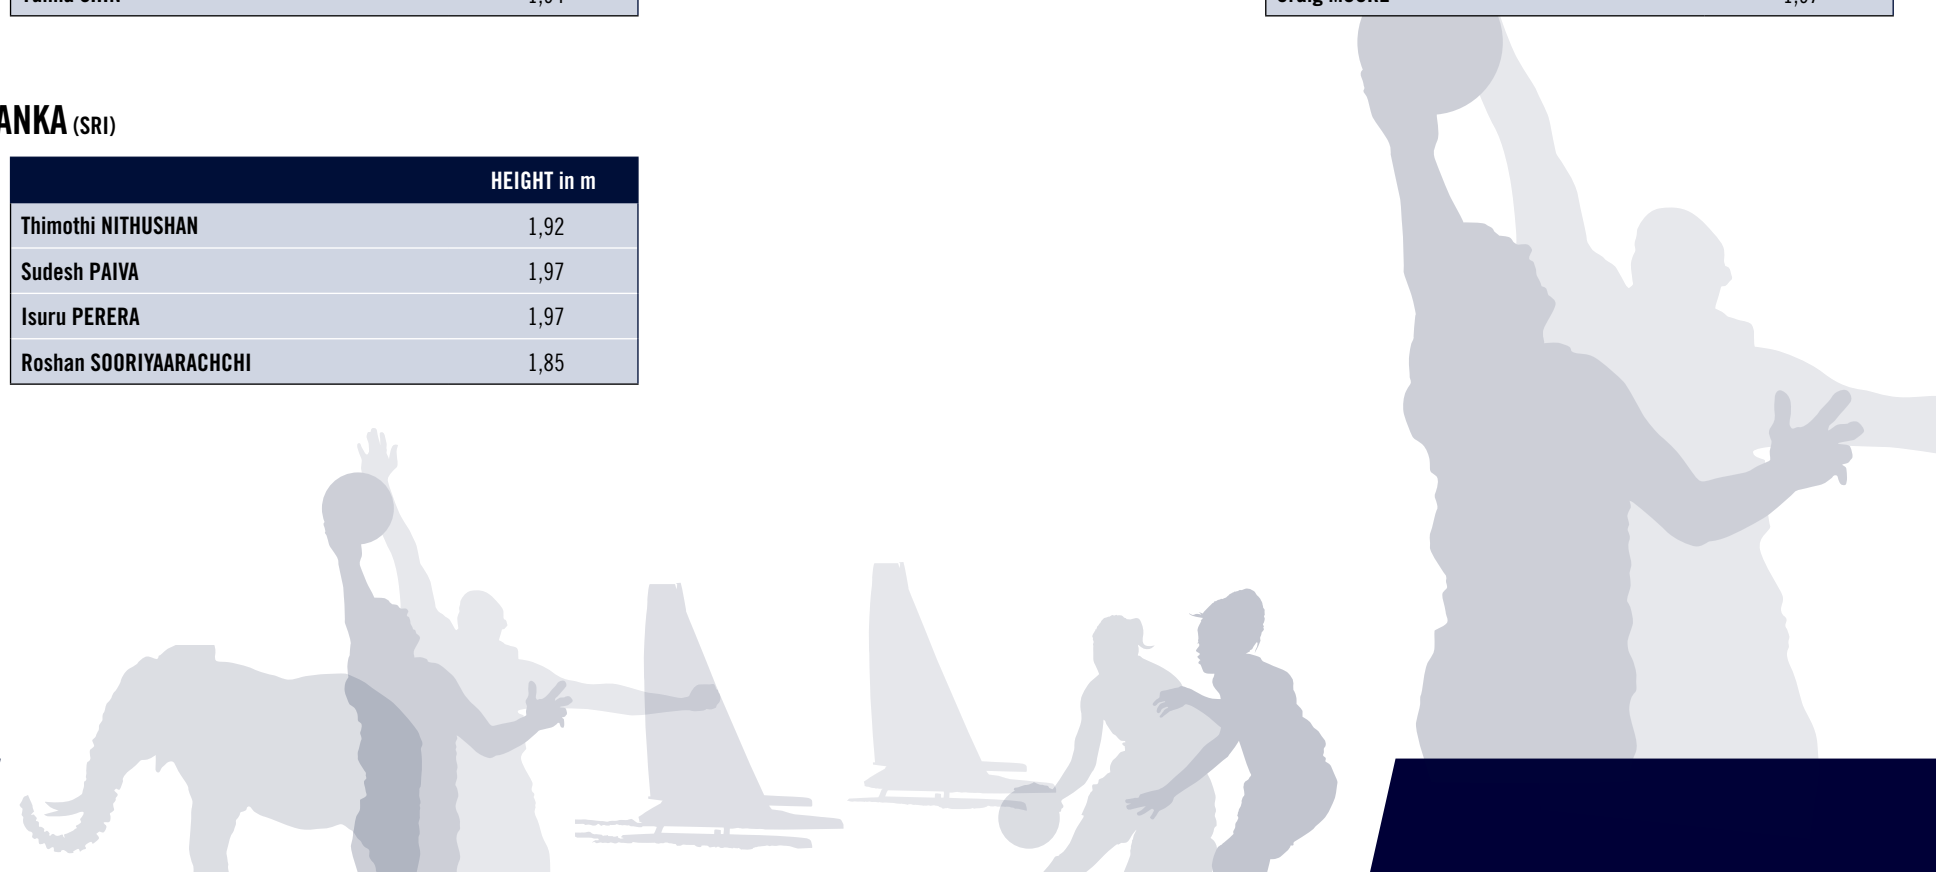 ANKA (SRI)
HEIGHT in m
Thimothi NITHUSHAN 1,92
Sudesh PAIVA 1,97
Isuru PERERA 1,97
Roshan SOORIYAARACHCHI 1,85